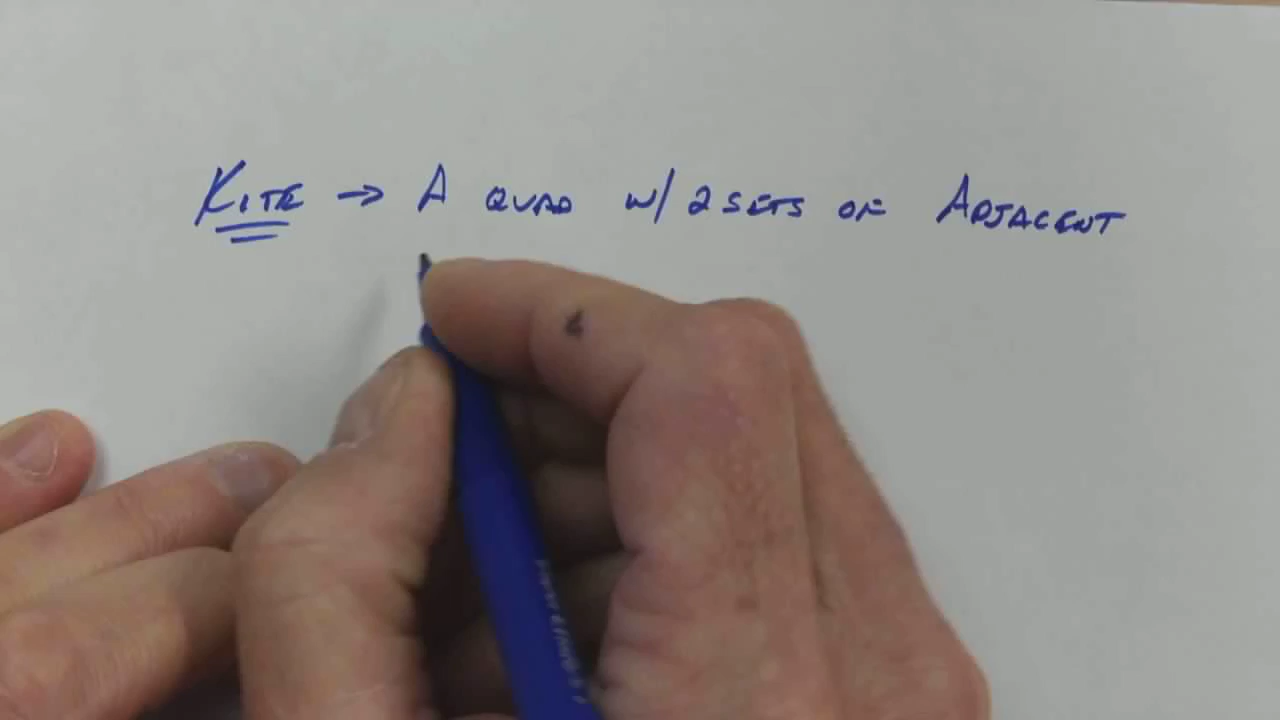 KITE → A QUAD W/ 2 SETS OF ADJACENT